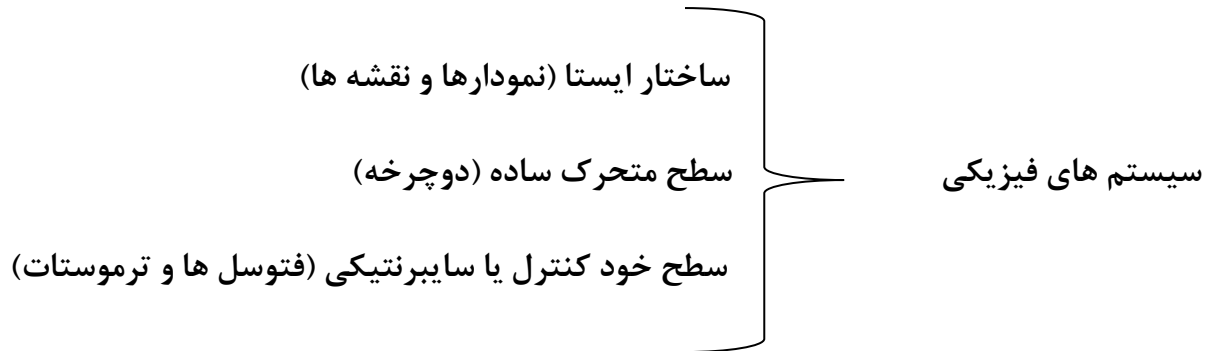 سیستم های فیزیکی
ساختار ایستا (نمودارها و نقشه ها)
سطح متحرک ساده (دوچرخه)
سطح خود کنترل یا سایبرنتیکی (فتوسل ها و ترموستات)